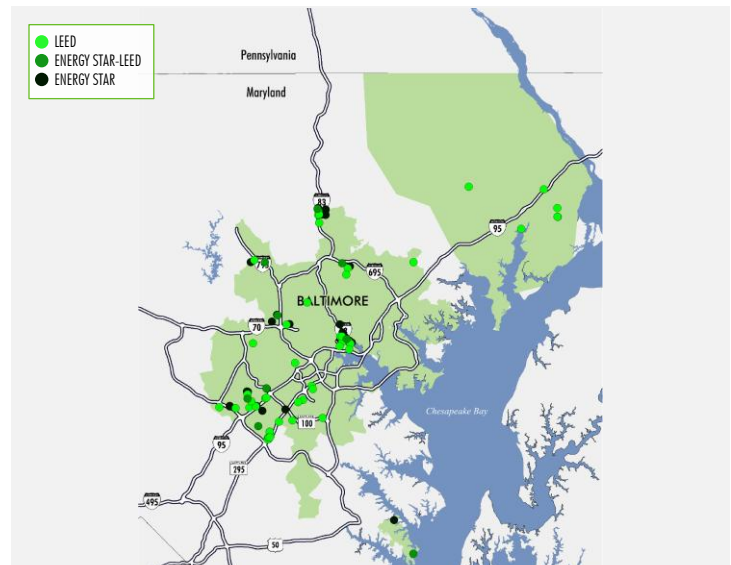 LEED
ENERGY STAR-LEED
ENERGY STAR
Pennsylvania
Maryland
83
95
695
BALTIMORE
70
Chesapeake Bay
100
95
295
495
50